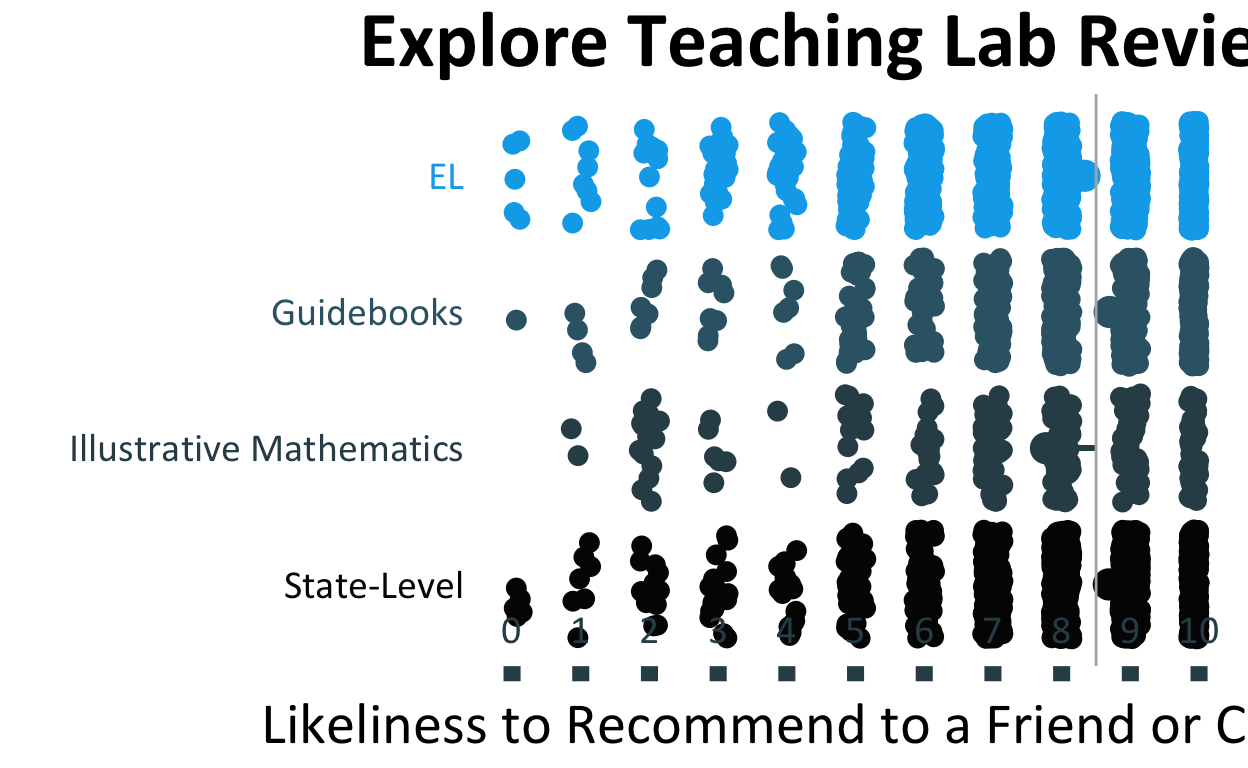 Explore Teaching Lab Revie
EL
Guidebooks
Illustrative Mathematics
State-Level
0 1 2 3 4 5 6 7 8 9 10
Likeliness to Recommend to a Friend or C